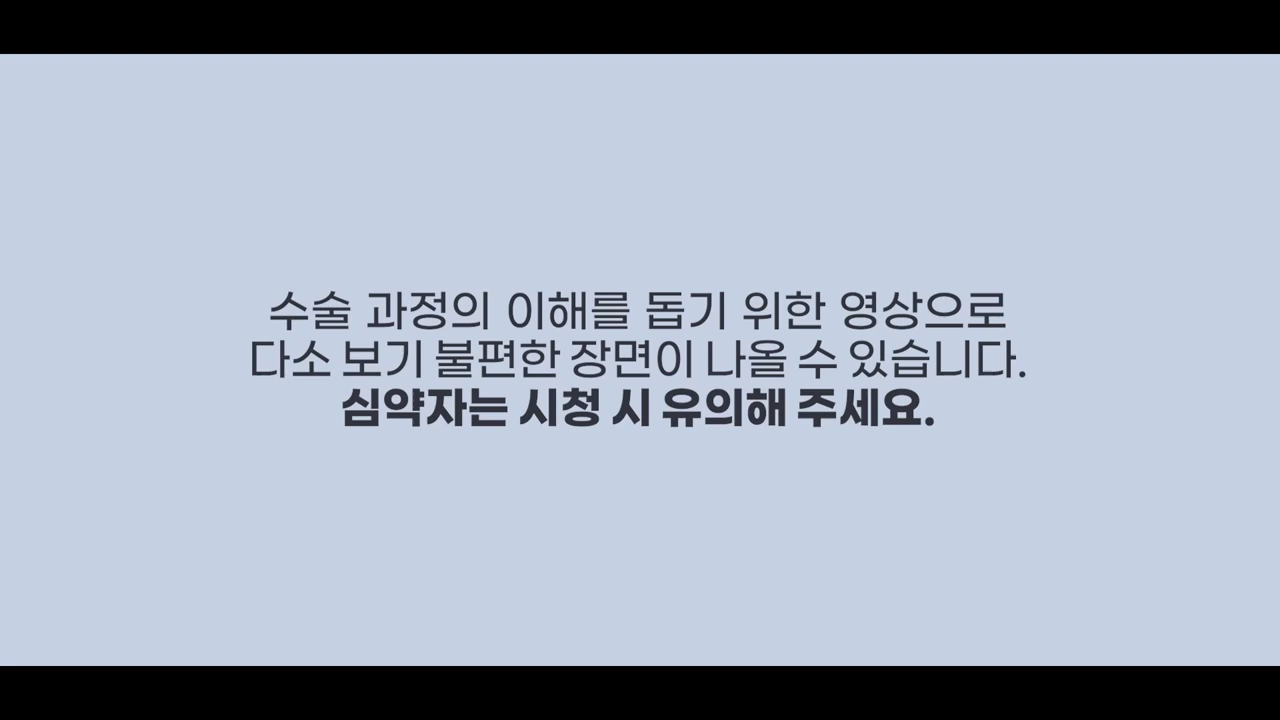 수술 과정의 이해를 돕기 위한 영상으로
다소 보기 불편한 장면이 나올 수 있습니다.
심약자는 시청 시 유의해 주세요.